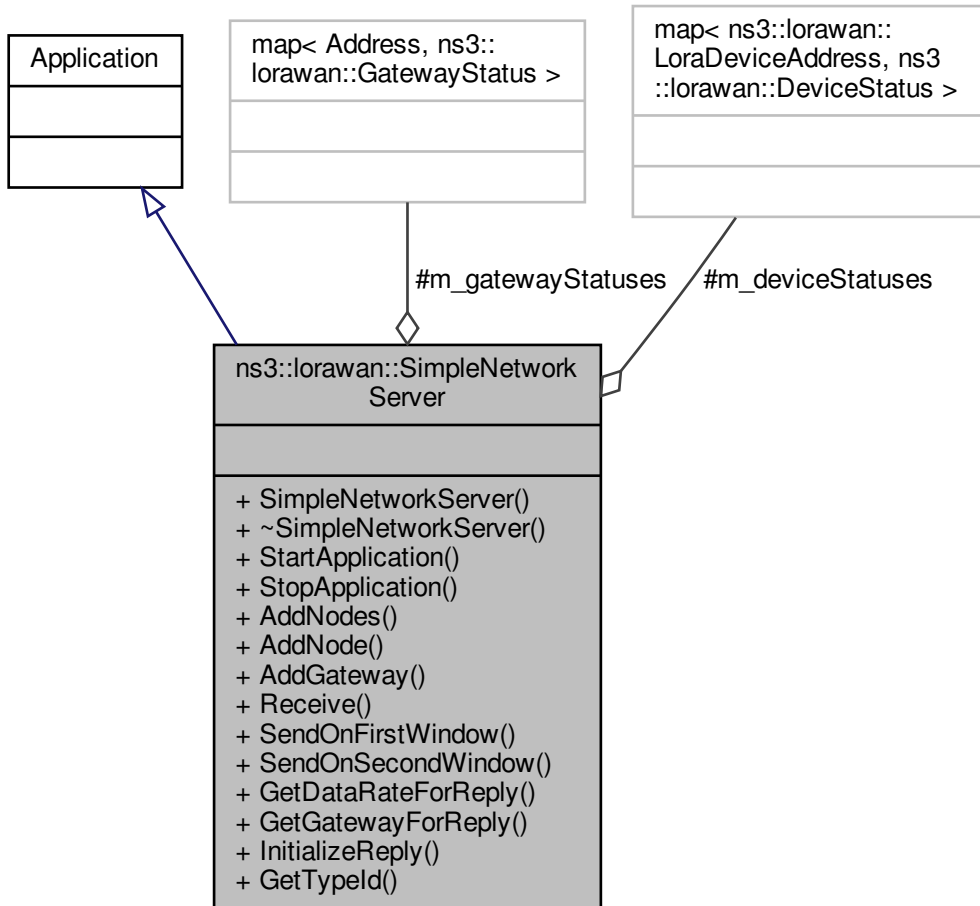 Application
map< Address, ns3::
lorawan::GatewayStatus >
map< ns3::lorawan::
LoraDeviceAddress, ns3
::lorawan::DeviceStatus >
#m_gatewayStatuses
#m_deviceStatuses
ns3::lorawan::SimpleNetwork
Server
+ SimpleNetworkServer()
+ ~SimpleNetworkServer()
+ StartApplication()
+ StopApplication()
+ AddNodes()
+ AddNode()
+ AddGateway()
+ Receive()
+ SendOnFirstWindow()
+ SendOnSecondWindow()
+ GetDataRateForReply()
+ GetGatewayForReply()
+ InitializeReply()
+ GetTypeId()